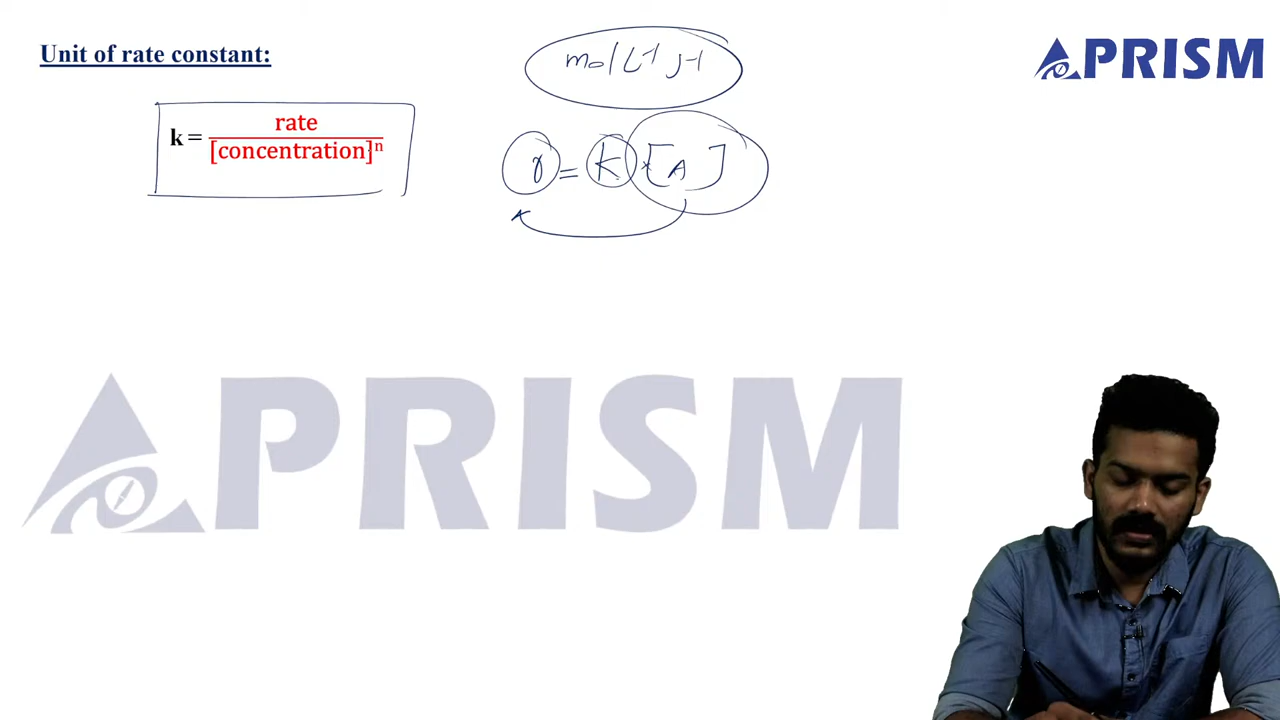 Unit of rate constant:
mol L-1 s-1
PRISM
k = rate / [concentration]^n
r = k × [A]
PRISM